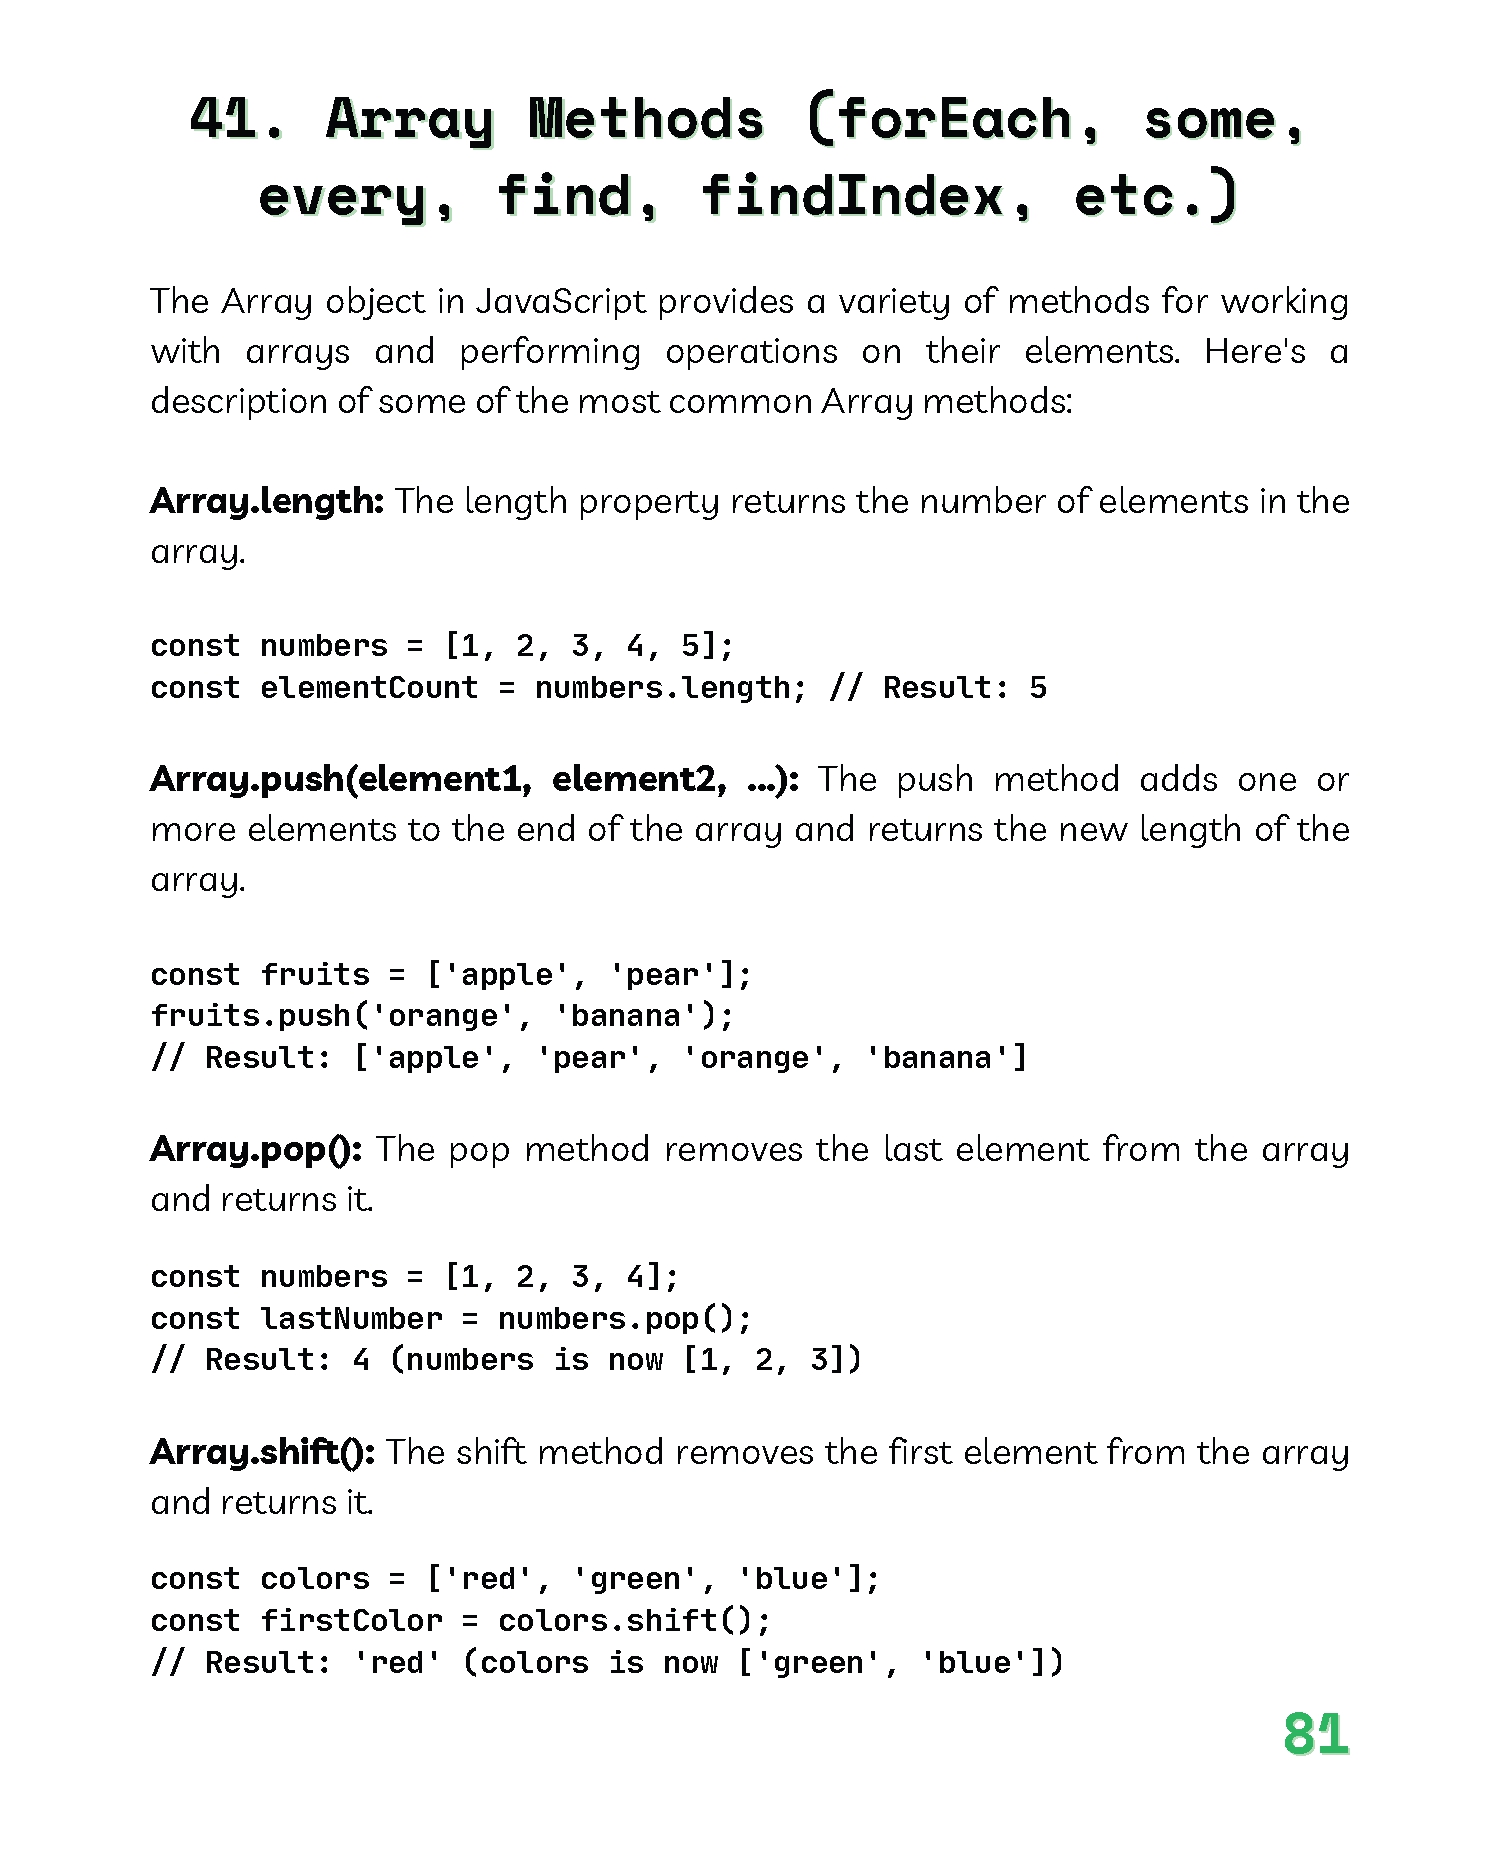 41. Array Methods (forEach, some,
every, find, findIndex, etc.)
The Array object in JavaScript provides a variety of methods for working
with arrays and performing operations on their elements. Here's a
description of some of the most common Array methods:
Array.length: The length property returns the number of elements in the
array.
const numbers = [1, 2, 3, 4, 5];
const elementCount = numbers.length; // Result: 5
Array.push(element1, element2, ...): The push method adds one or
more elements to the end of the array and returns the new length of the
array.
const fruits = ['apple', 'pear'];
fruits.push('orange', 'banana');
// Result: ['apple', 'pear', 'orange', 'banana']
Array.pop(): The pop method removes the last element from the array
and returns it.
const numbers = [1, 2, 3, 4];
const lastNumber = numbers.pop();
// Result: 4 (numbers is now [1, 2, 3])
Array.shift(): The shift method removes the first element from the array
and returns it.
const colors = ['red', 'green', 'blue'];
const firstColor = colors.shift();
// Result: 'red' (colors is now ['green', 'blue'])
81